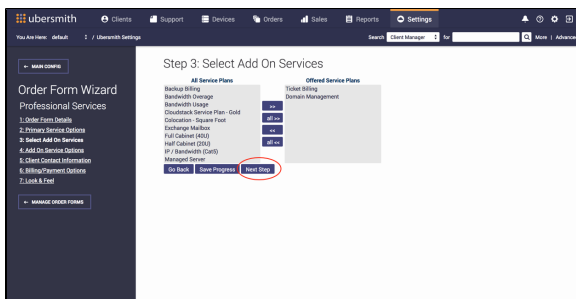 ubersmith
Clients
Support
Devices
Orders
Sales
Reports
Settings
You Are Here: default / Ubersmith Settings
Search Client Manager for
More | Advanced
← MAIN CONFIG
Order Form Wizard
Professional Services
1: Order Form Details
2: Primary Service Options
3: Select Add On Services
4: Add On Service Options
5: Client Contact Information
6: Billing/Payment Options
7: Look & Feel
← MANAGE ORDER FORMS
Step 3: Select Add On Services
All Service Plans
Backup Billing
Bandwidth Overage
Bandwidth Usage
Cloudstack Service Plan - Gold
Colocation - Square Foot
Exchange Mailbox
Full Cabinet (40U)
Half Cabinet (20U)
IP / Bandwidth (Cat6)
Managed Server
>>
all >>
<<
all <<
Offered Service Plans
Ticket Billing
Domain Management
Go Back
Save Progress
Next Step